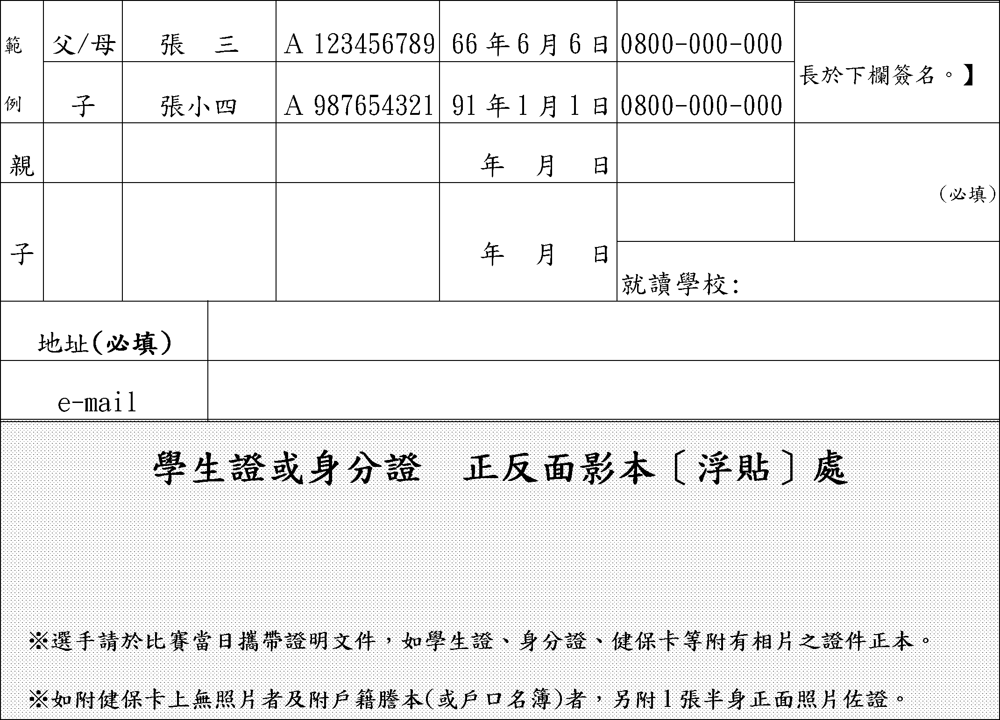 範 父/母 張 三 A 123456789 66 年 6 月 6 日 0800-000-000
長於下欄簽名。】
例 子 張小四 A 987654321 91 年 1 月 1 日 0800-000-000
親 年 月 日
(必填)
子 年 月 日
就讀學校:
地址(必填)
e-mail
學生證或身分證 正反面影本〔浮貼〕處
※選手請於比賽當日攜帶證明文件，如學生證、身分證、健保卡等附有相片之證件正本。
※如附健保卡上無照片者及附戶籍謄本(或戶口名簿)者，另附1張半身正面照片佐證。